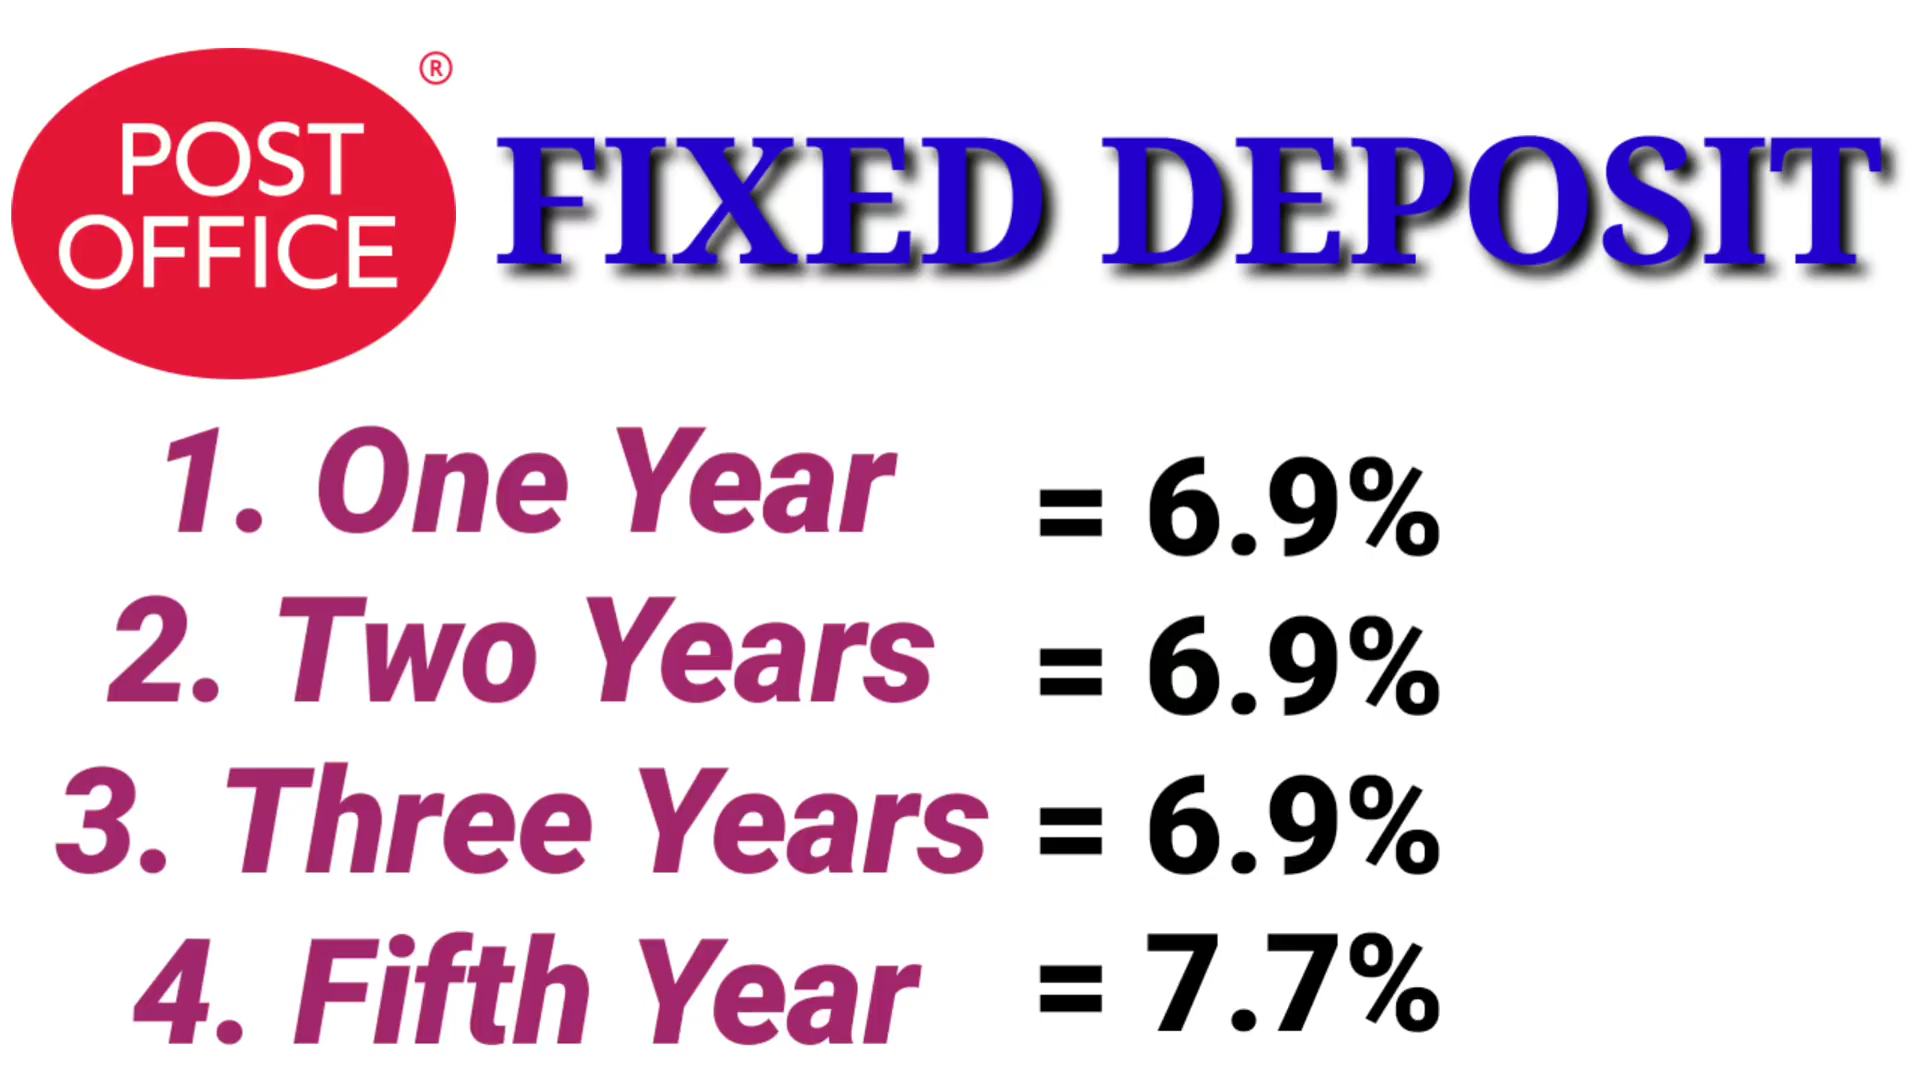 POST
OFFICE
®
FIXED DEPOSIT
1. One Year = 6.9%
2. Two Years = 6.9%
3. Three Years = 6.9%
4. Fifth Year = 7.7%